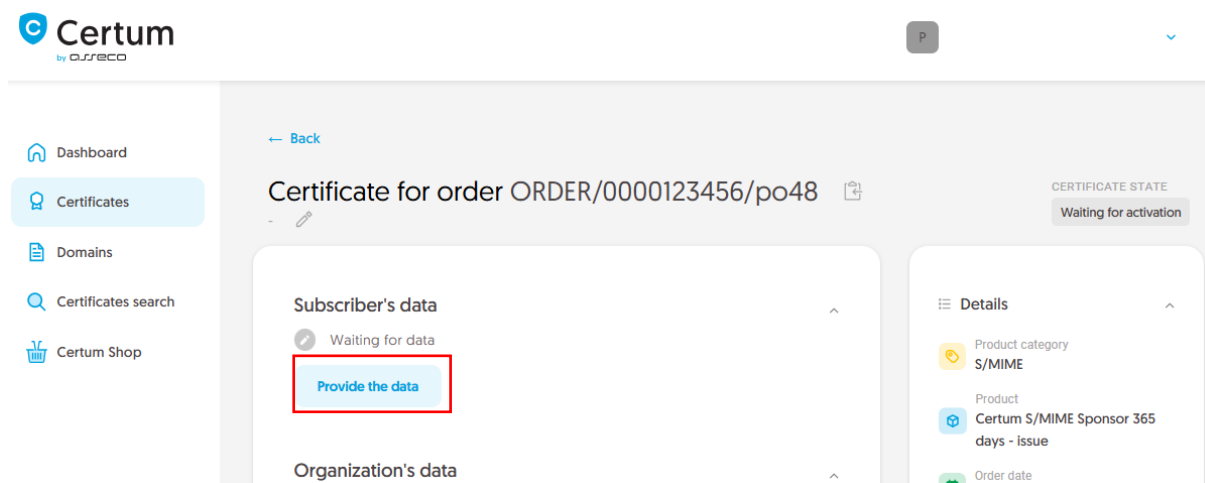 Certum
by asseco
P
Dashboard
Certificates
Domains
Certificates search
Certum Shop
← Back
Certificate for order ORDER/0000123456/po48
-
CERTIFICATE STATE
Waiting for activation
Subscriber's data
Waiting for data
Provide the data
Organization's data
Details
Product category
S/MIME
Product
Certum S/MIME Sponsor 365
days - issue
Order date